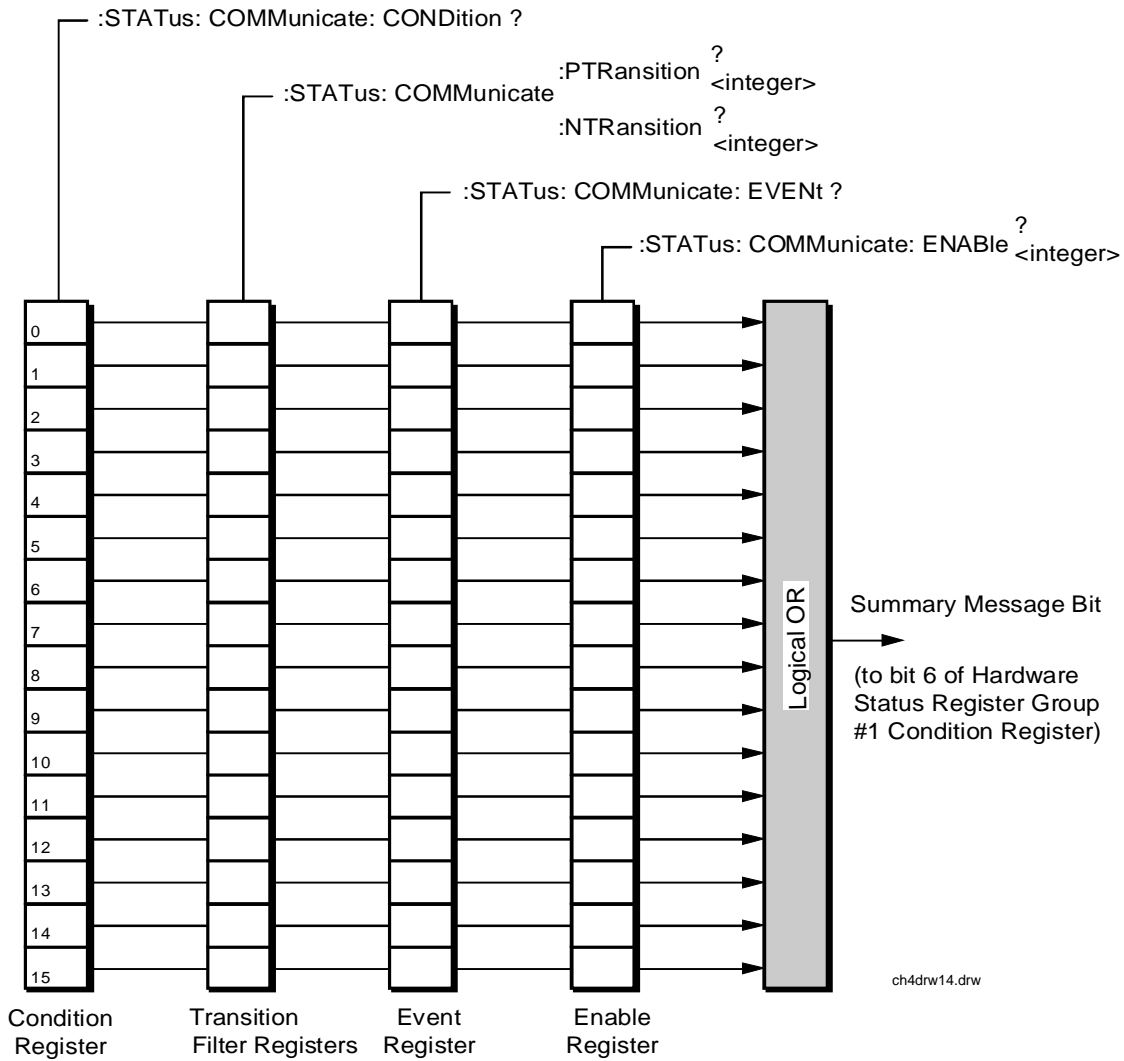 :STATus: COMMunicate: CONDition ?
:STATus: COMMunicate
:PTRansition ?
<integer>
:NTRansition ?
<integer>
:STATus: COMMunicate: EVENt ?
:STATus: COMMunicate: ENABle ?
<integer>
0
1
2
3
4
5
6
7
8
9
10
11
12
13
14
15
Logical OR
Summary Message Bit
(to bit 6 of Hardware
Status Register Group
#1 Condition Register)
ch4drw14.drw
Condition
Register
Transition
Filter Registers
Event
Register
Enable
Register